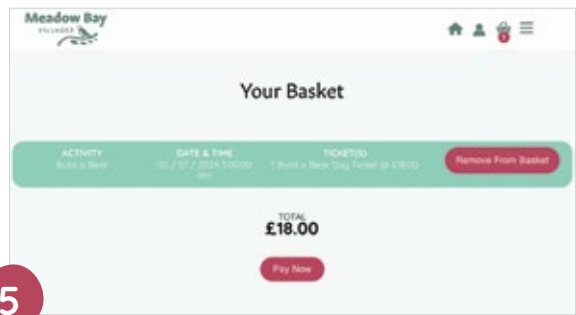 Meadow Bay
VILLAGES
1
Your Basket
ACTIVITY
Build a Bear
DATE & TIME
TICKET(S)
1 Build a Bear Day Ticket @ £18.00
Remove From Basket
TOTAL
£18.00
Pay Now
5